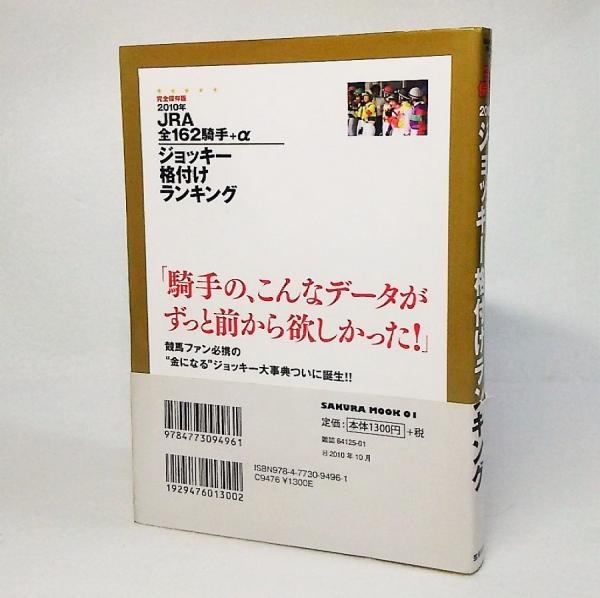 完全保存版
2010年
JRA
全162騎手+α
ジョッキー
格付け
ランキング
「騎手の、こんなデータが
ずっと前から欲しかった!」
競馬ファン必携の
“金になる”ジョッキー大事典ついに誕生!!
SAKURA MOOK 01
定価:本体1300円+税
雑誌 64125-01
Ⓗ2010年10月
9784773094961
ISBN978-4-7730-9496-1
C9476 ¥1300E
1929476013002
ジョッキー格付けランキング